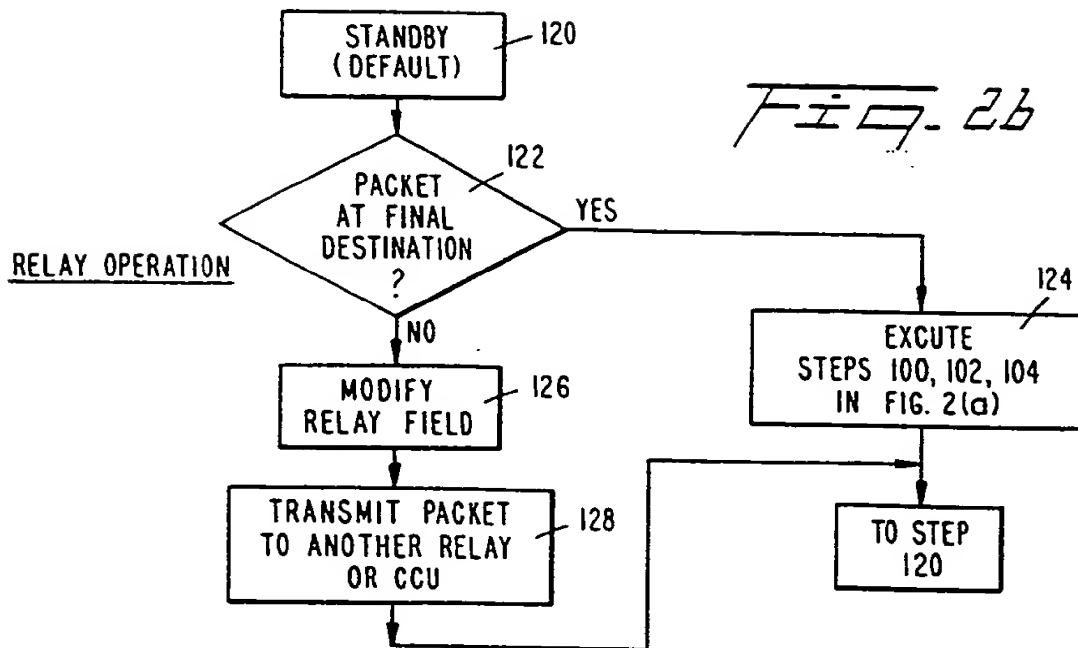 STANDBY
(DEFAULT)
120
Fig. 2b
PACKET
AT FINAL
DESTINATION
?
122
YES
RELAY OPERATION
NO
124
EXCUTE
STEPS 100, 102, 104
IN FIG. 2(a)
MODIFY
RELAY FIELD
126
TRANSMIT PACKET
TO ANOTHER RELAY
OR CCU
128
TO STEP
120